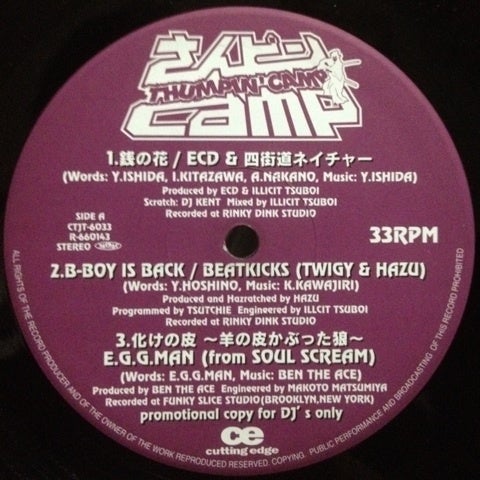 さんピン
THUMPIN' CAMP
camp
1.銭の花 / ECD & 四街道ネイチャー
(Words: Y.ISHIDA, I.KITAZAWA, A.NAKANO, Music: Y.ISHIDA)
Produced by ECD & ILLICIT TSUBOI
Scratch: DJ KENT Mixed by ILLICIT TSUBOI
Recorded at RINKY DINK STUDIO
SIDE A
CTJT-6033
R-660143
STEREO
33RPM
2.B-BOY IS BACK / BEATKICKS (TWIGY & HAZU)
(Words: Y.HOSHINO, Music: K.KAWAJIRI)
Produced and Hazratched by HAZU
Programmed by TSUTCHIE Engineered by ILLCIT TSUBOI
Recorded at RINKY DINK STUDIO
3.化けの皮 ～羊の皮かぶった狼～
E.G.G.MAN (from SOUL SCREAM)
(Words: E.G.G.MAN, Music: BEN THE ACE)
Produced by BEN THE ACE Engineered by MAKOTO MATSUMIYA
Recorded at FUNKY SLICE STUDIO(BROOKLYN,NEW YORK)
promotional copy for DJ's only
ce
cutting edge
ALL RIGHTS OF THE RECORD PRODUCER AND OF THE OWNER OF THE WORK REPRODUCED RESERVED. COPYING, PUBLIC PERFORMANCE AND BROADCASTING OF THIS RECORD PROHIBITED